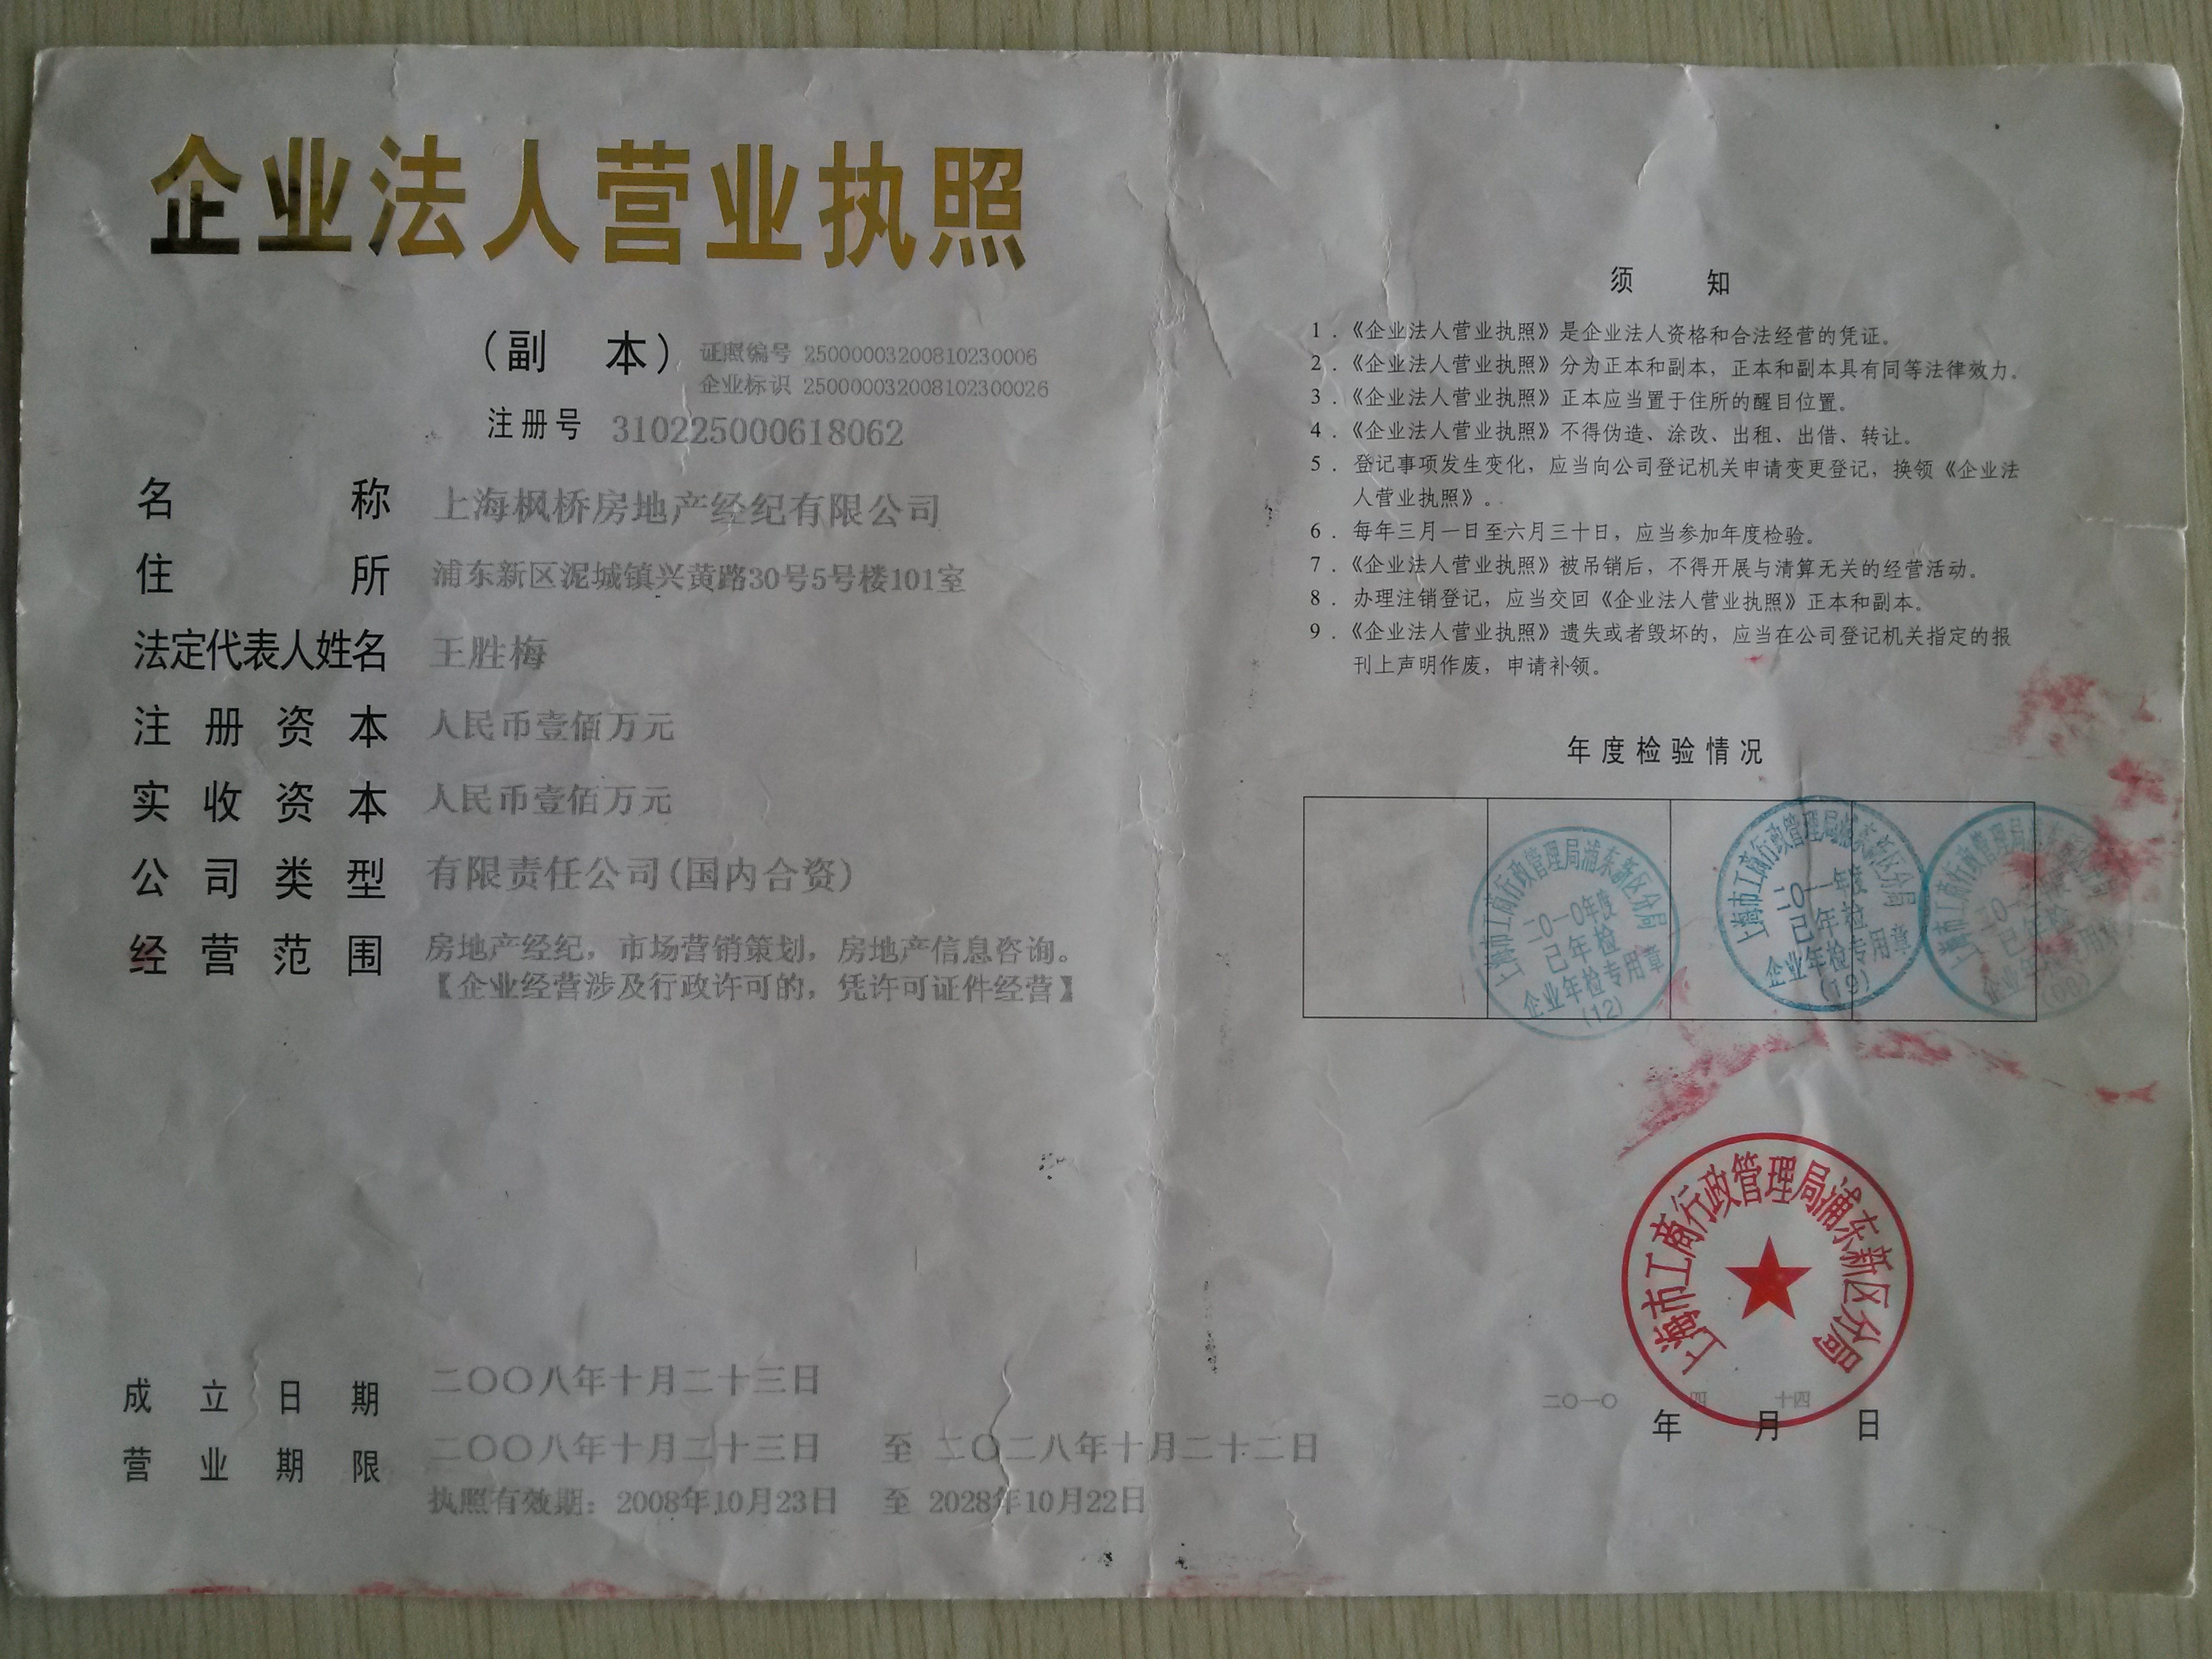 企业法人营业执照
（副 本）
证照编号 25000003200810230006
企业标识 250000032008102300026
注册号 310225000618062
名称 上海枫桥房地产经纪有限公司
住所 浦东新区泥城镇兴黄路30号5号楼101室
法定代表人姓名 王胜梅
注册资本 人民币壹佰万元
实收资本 人民币壹佰万元
公司类型 有限责任公司(国内合资)
经营范围 房地产经纪，市场营销策划，房地产信息咨询。
【企业经营涉及行政许可的，凭许可证件经营】
成立日期 二〇〇八年十月二十三日
营业期限 二〇〇八年十月二十三日 至 二〇二八年十月二十二日
执照有效期：2008年10月23日 至 2028年10月22日
须 知
1．《企业法人营业执照》是企业法人资格和合法经营的凭证。
2．《企业法人营业执照》分为正本和副本，正本和副本具有同等法律效力。
3．《企业法人营业执照》正本应当置于住所的醒目位置。
4．《企业法人营业执照》不得伪造、涂改、出租、出借、转让。
5．登记事项发生变化，应当向公司登记机关申请变更登记，换领《企业法
人营业执照》。
6．每年三月一日至六月三十日，应当参加年度检验。
7．《企业法人营业执照》被吊销后，不得开展与清算无关的经营活动。
8．办理注销登记，应当交回《企业法人营业执照》正本和副本。
9．《企业法人营业执照》遗失或者毁坏的，应当在公司登记机关指定的报
刊上声明作废，申请补领。
年度检验情况
上海市工商行政管理局浦东新区分局
二〇一〇年度
已年检
企业年检专用章
(12)
上海市工商行政管理局浦东新区分局
二〇一一年度
已年检
企业年检专用章
(19)
上海市工商行政管理局
二〇一
已年检
企业年检专用章
(09)
上海市工商行政管理局浦东新区分局
二〇一〇 四 十四
年 月 日